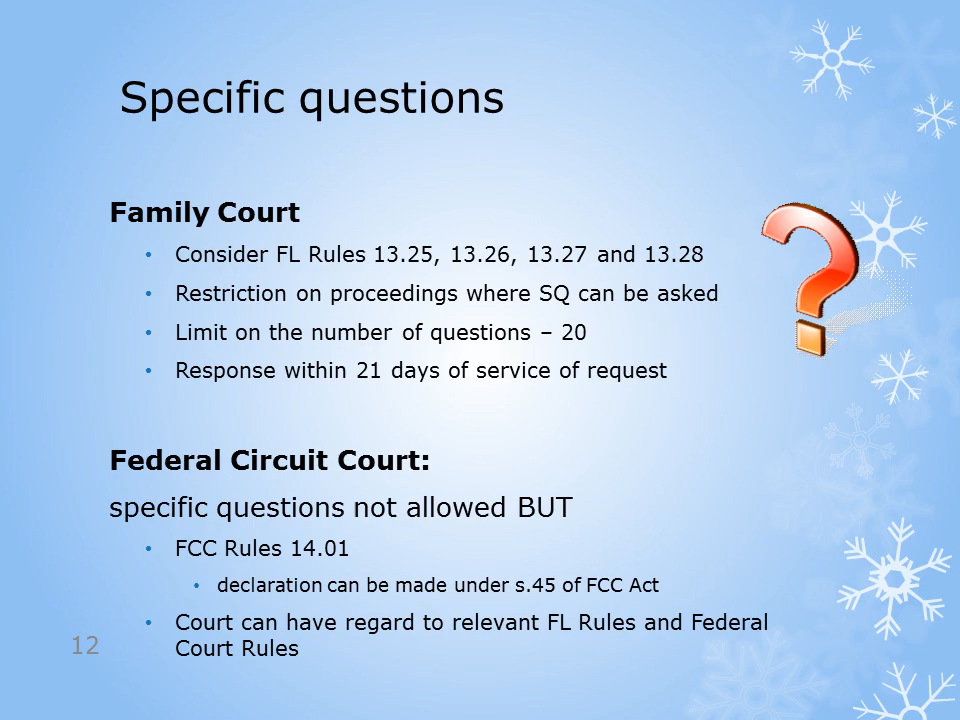 Specific questions
Family Court
• Consider FL Rules 13.25, 13.26, 13.27 and 13.28
• Restriction on proceedings where SQ can be asked
• Limit on the number of questions – 20
• Response within 21 days of service of request
Federal Circuit Court:
specific questions not allowed BUT
• FCC Rules 14.01
• declaration can be made under s.45 of FCC Act
• Court can have regard to relevant FL Rules and Federal
Court Rules
12